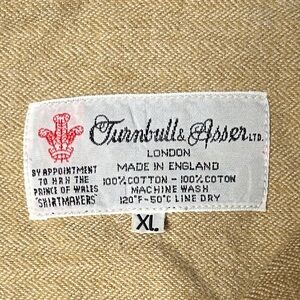 Turnbull & Asser LTD.
LONDON
MADE IN ENGLAND
BY APPOINTMENT
TO HRH THE
PRINCE OF WALES
"SHIRTMAKERS"
100% COTTON - 100% COTON
MACHINE WASH
120°F-50°C LINE DRY
XL